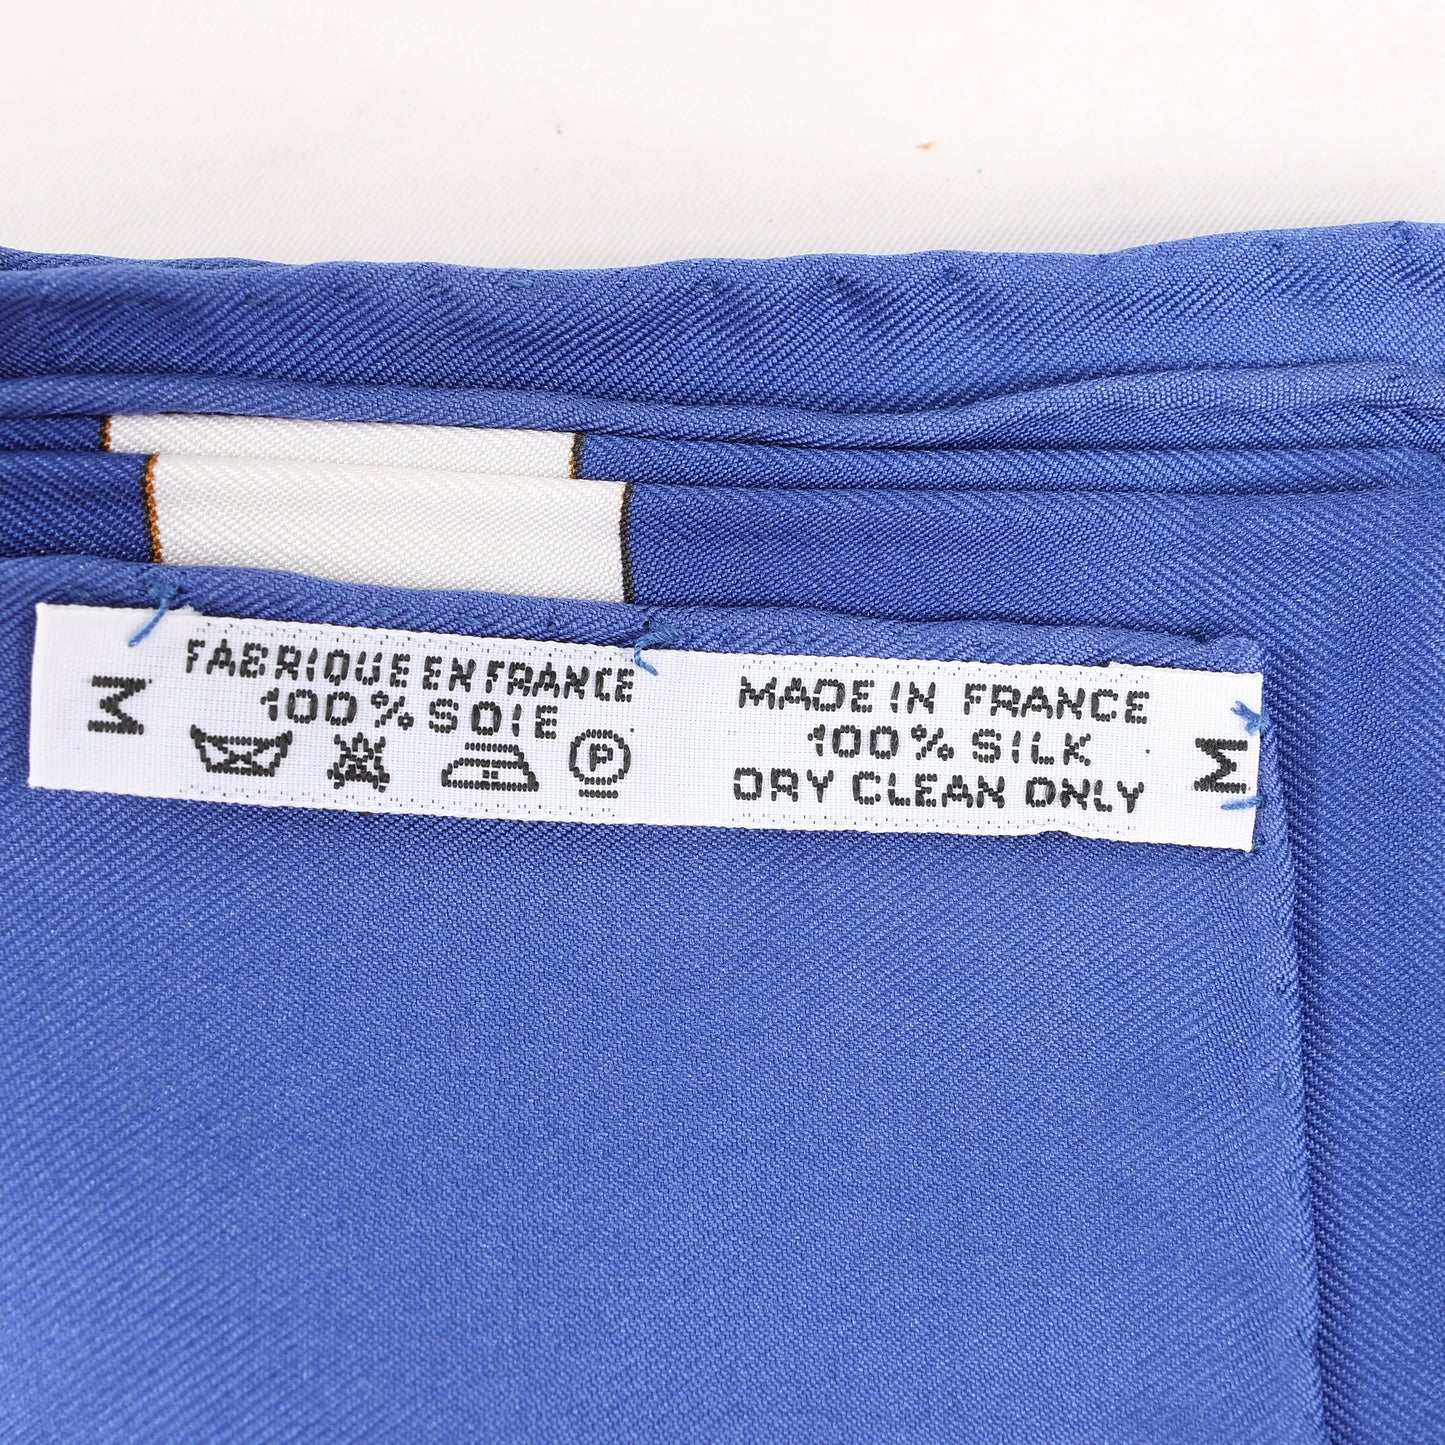 M
FABRIQUE EN FRANCE
100% SOIE
P
MADE IN FRANCE
100% SILK
DRY CLEAN ONLY
M